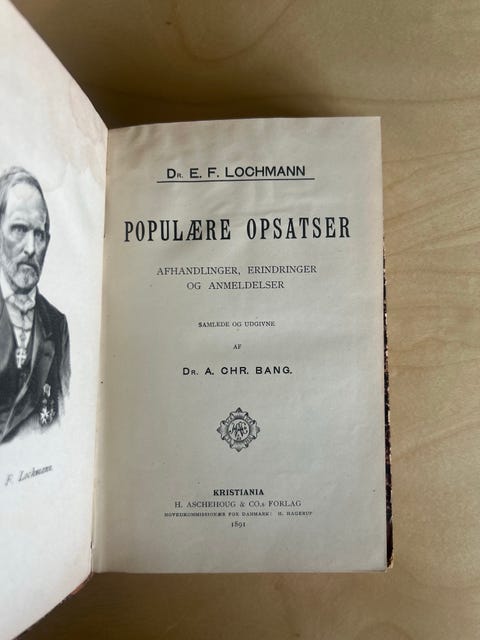 F. Lochmann
Dr. E. F. LOCHMANN
POPULÆRE OPSATSER
AFHANDLINGER, ERINDRINGER
OG ANMELDELSER
SAMLEDE OG UDGIVNE
AF
Dr. A. CHR. BANG.
KRISTIANIA
H. ASCHEHOUG & CO.s FORLAG
HOVEDKOMMISSIONÆR FOR DANMARK: H. HAGERUP
1891